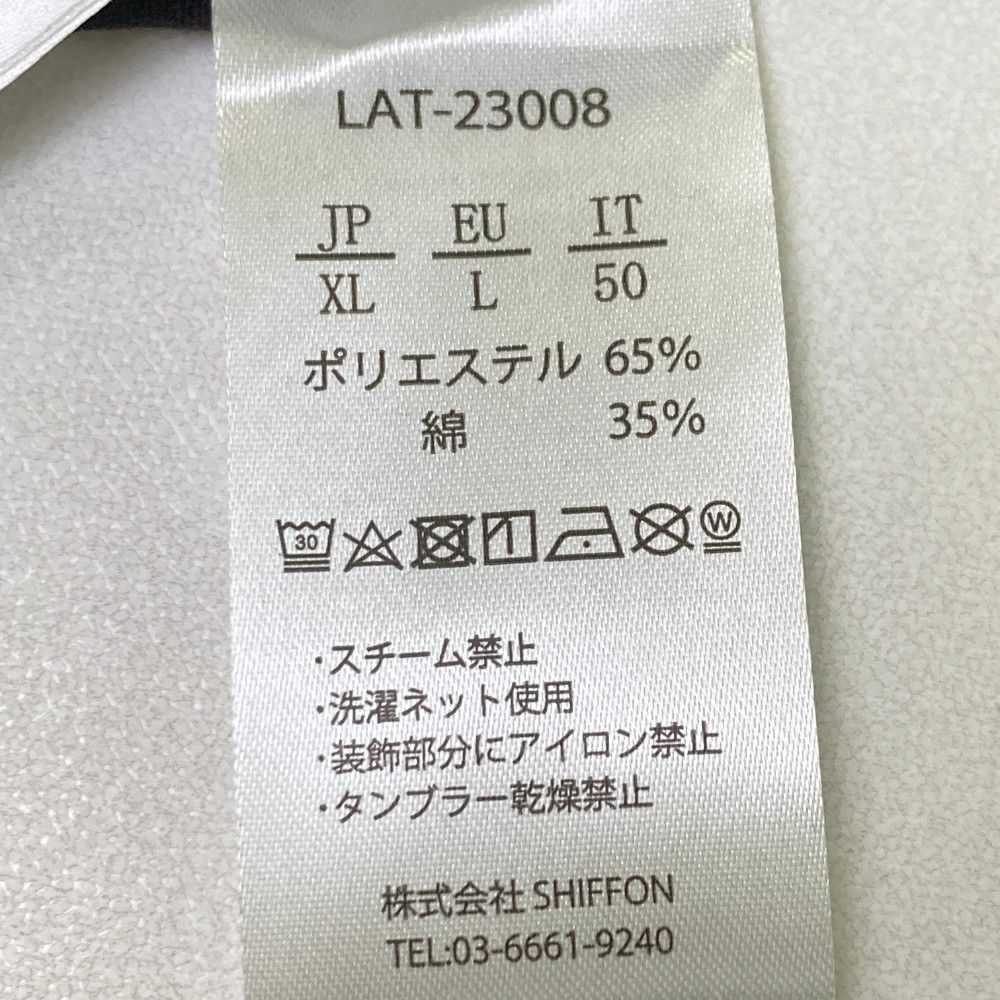 LAT-23008
JP EU IT
XL L 50
ポリエステル 65%
綿 35%
30 W
・スチーム禁止
・洗濯ネット使用
・装飾部分にアイロン禁止
・タンブラー乾燥禁止
株式会社 SHIFFON
TEL:03-6661-9240